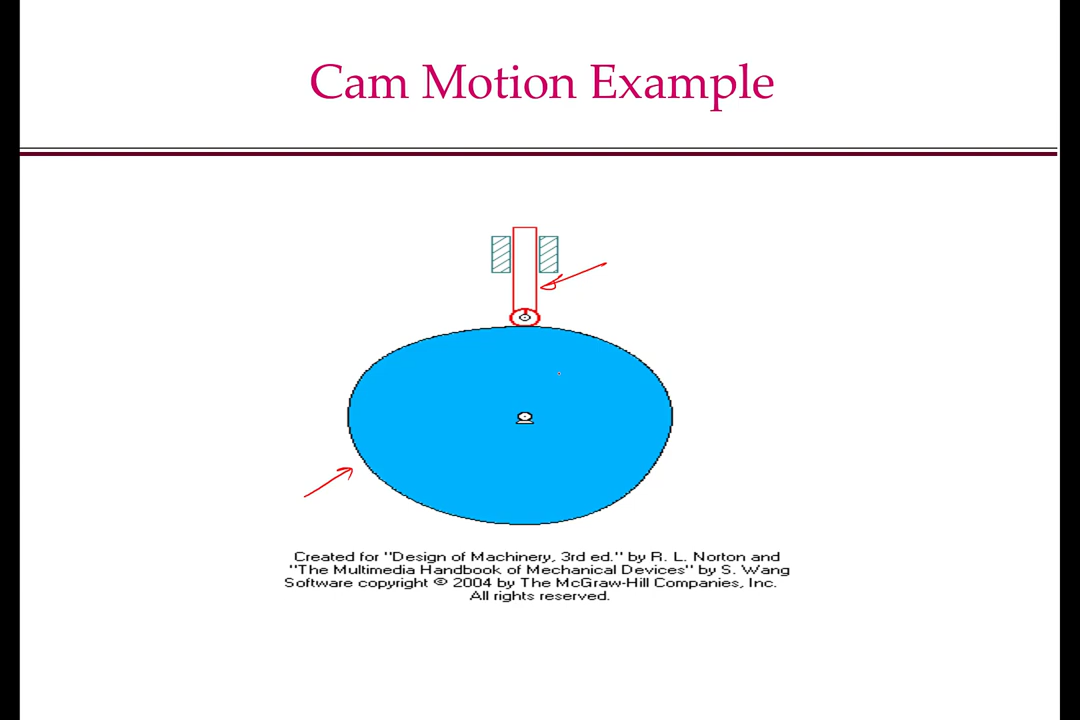 Cam Motion Example
Created for "Design of Machinery, 3rd ed." by R. L. Norton and
"The Multimedia Handbook of Mechanical Devices" by S. Wang
Software copyright © 2004 by The McGraw-Hill Companies, Inc.
All rights reserved.